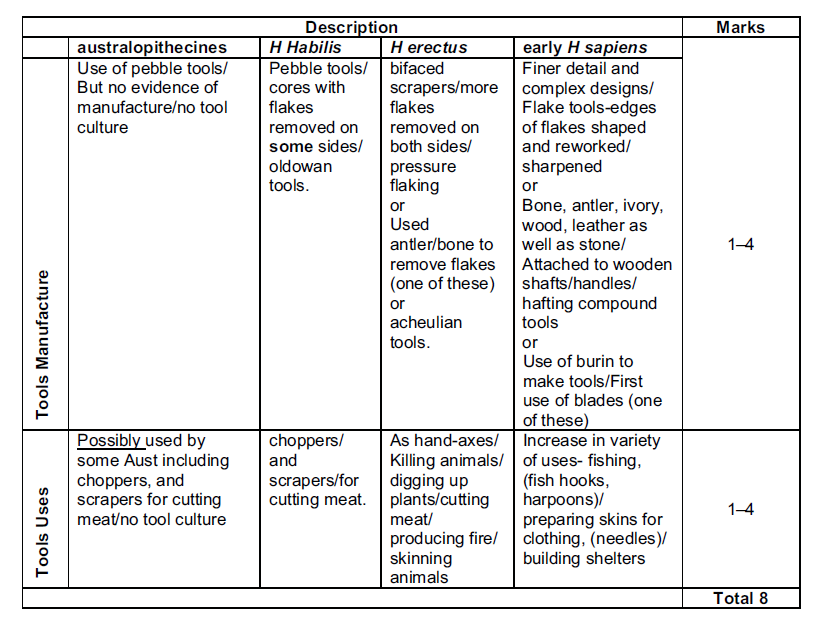 Description Marks
australopithecines H Habilis H erectus early H sapiens
Tools Manufacture
Use of pebble tools/
But no evidence of
manufacture/no tool
culture
Pebble tools/
cores with
flakes
removed on
some sides/
oldowan
tools.
bifaced
scrapers/more
flakes
removed on
both sides/
pressure
flaking
or
Used
antler/bone to
remove flakes
(one of these)
or
acheulian
tools.
Finer detail and
complex designs/
Flake tools-edges
of flakes shaped
and reworked/
sharpened
or
Bone, antler, ivory,
wood, leather as
well as stone/
Attached to wooden
shafts/handles/
hafting compound
tools
or
Use of burin to
make tools/First
use of blades (one
of these)
1–4
Tools Uses
Possibly used by
some Aust including
choppers, and
scrapers for cutting
meat/no tool culture
choppers/
and
scrapers/for
cutting meat.
As hand-axes/
Killing animals/
digging up
plants/cutting
meat/
producing fire/
skinning
animals
Increase in variety
of uses- fishing,
(fish hooks,
harpoons)/
preparing skins for
clothing, (needles)/
building shelters
1–4
Total 8